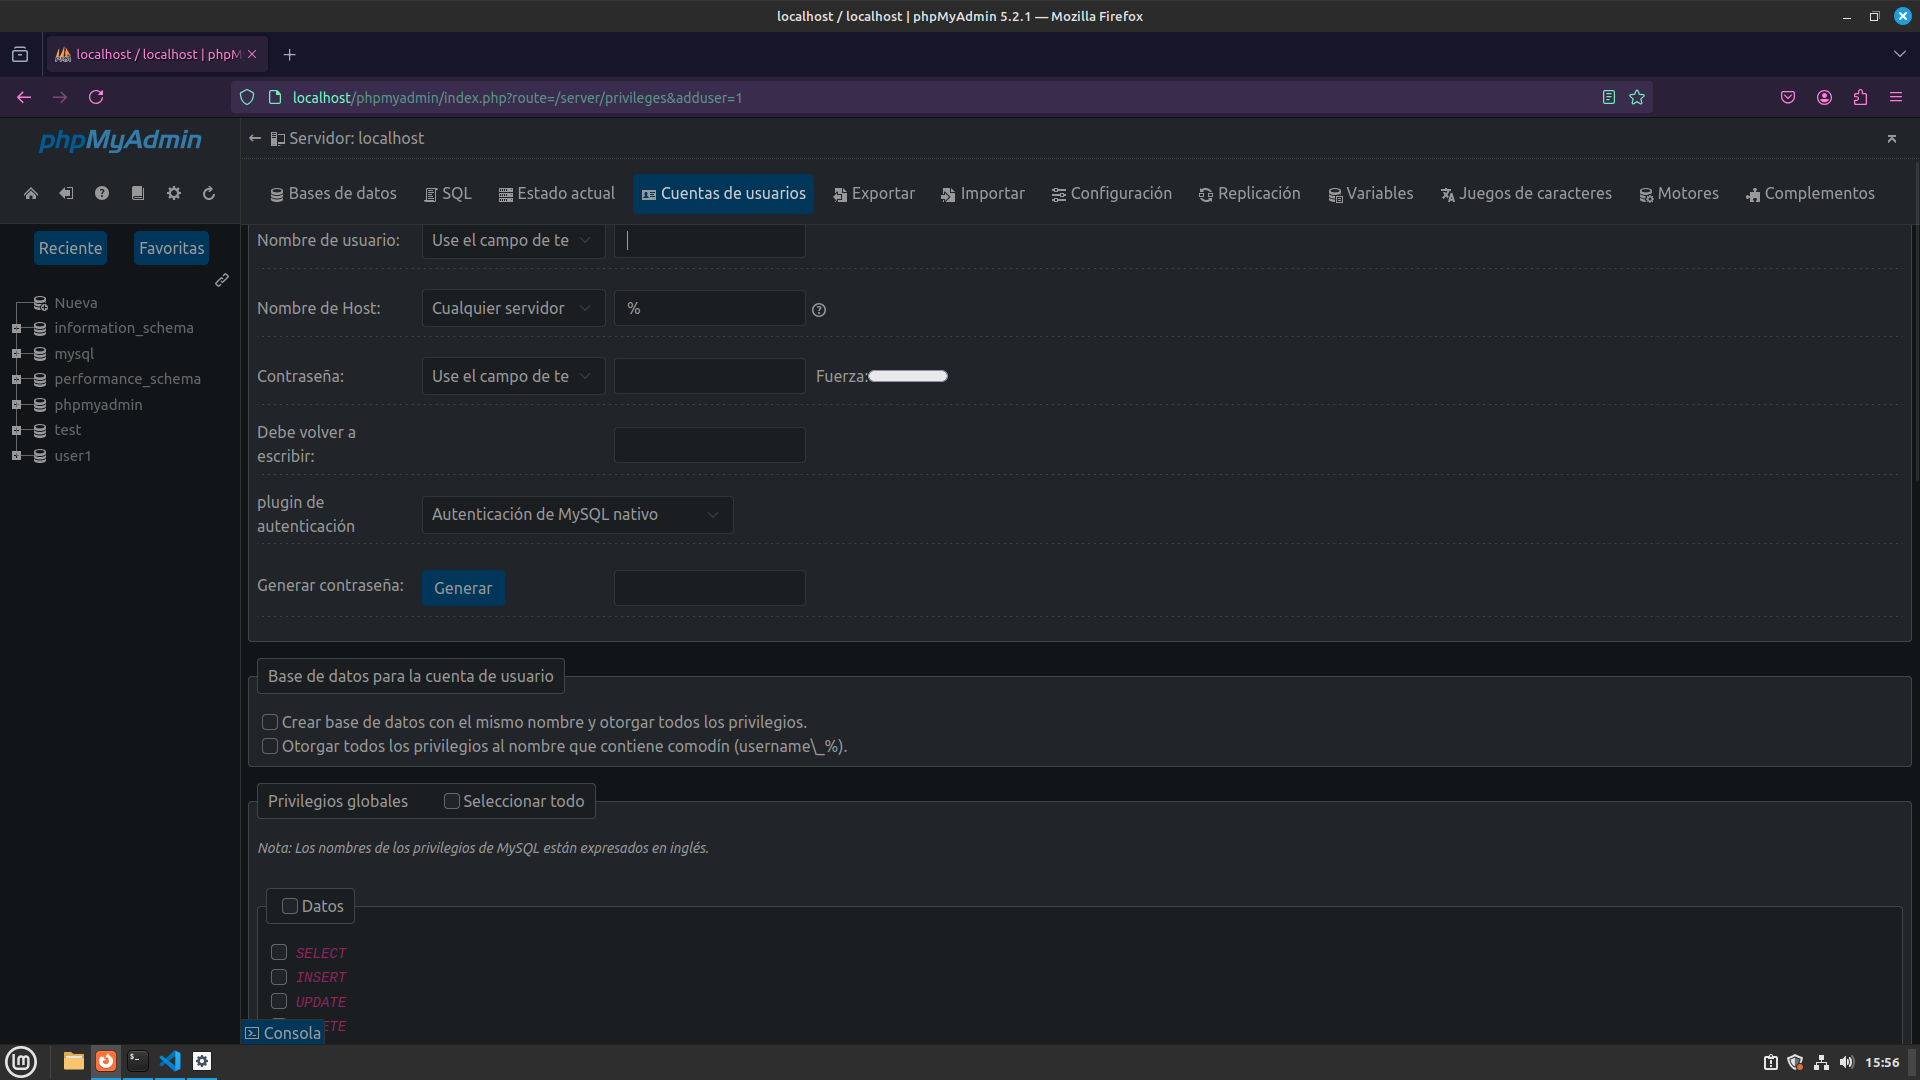 localhost / localhost | phpMyAdmin 5.2.1 — Mozilla Firefox
localhost / localhost | phpM
localhost/phpmyadmin/index.php?route=/server/privileges&adduser=1
phpMyAdmin
Servidor: localhost
Bases de datos
SQL
Estado actual
Cuentas de usuarios
Exportar
Importar
Configuración
Replicación
Variables
Juegos de caracteres
Motores
Complementos
Reciente
Favoritas
Nueva
information_schema
mysql
performance_schema
phpmyadmin
test
user1
Nombre de usuario:
Use el campo de te
Nombre de Host:
Cualquier servidor
%
Contraseña:
Use el campo de te
Fuerza:
Debe volver a
escribir:
plugin de
autenticación
Autenticación de MySQL nativo
Generar contraseña:
Generar
Base de datos para la cuenta de usuario
Crear base de datos con el mismo nombre y otorgar todos los privilegios.
Otorgar todos los privilegios al nombre que contiene comodín (username\_%).
Privilegios globales
Seleccionar todo
Nota: Los nombres de los privilegios de MySQL están expresados en inglés.
Datos
SELECT
INSERT
UPDATE
ETE
Consola
15:56